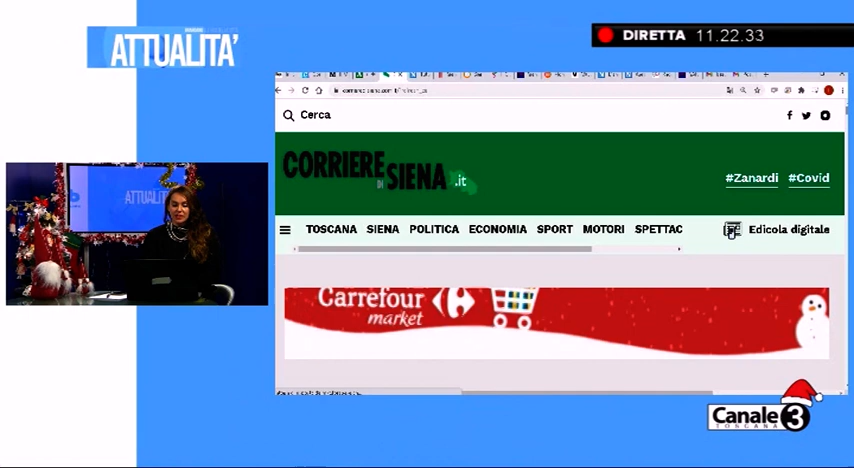 ATTUALITA'
DIRETTA 11.22.33
Cerca
CORRIERE DI SIENA .it
#Zanardi #Covid
TOSCANA SIENA POLITICA ECONOMIA SPORT MOTORI SPETTAC
Edicola digitale
ATTUALIT
Carrefour
market
Canale 3
TOSCANA